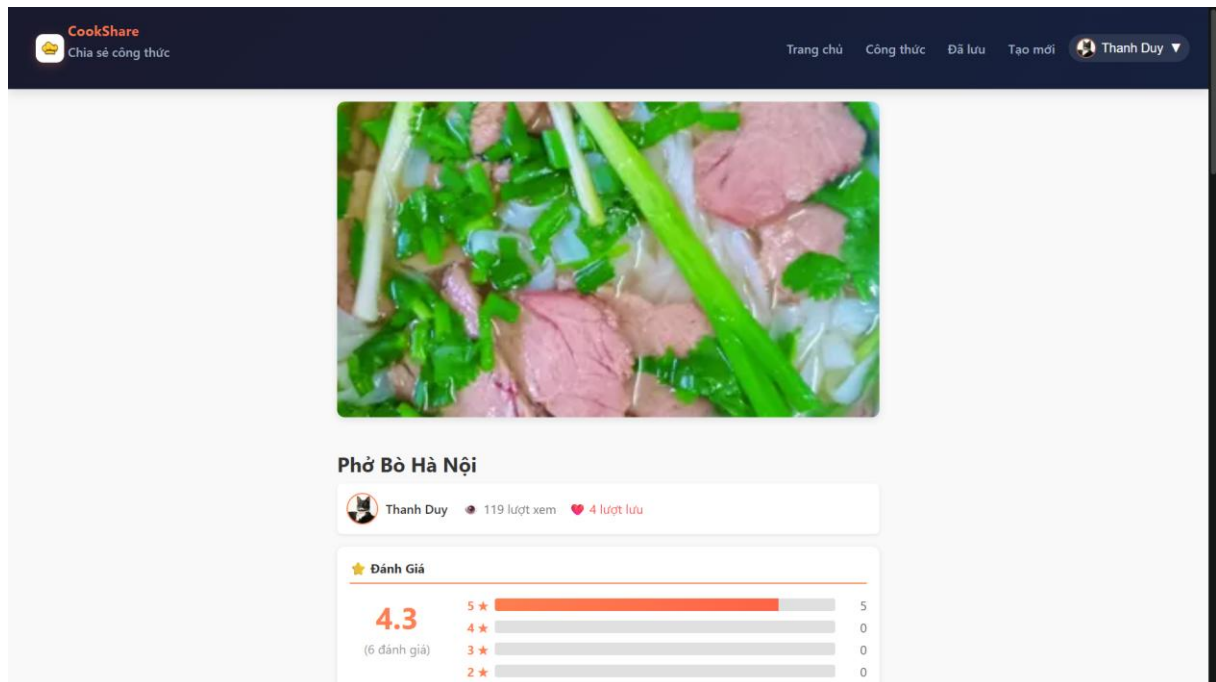 CookShare
Chia sẻ công thức
Trang chủ Công thức Đã lưu Tạo mới Thanh Duy ▼
Phở Bò Hà Nội
Thanh Duy 119 lượt xem 4 lượt lưu
Đánh Giá
4.3
(6 đánh giá)
5 ★ 5
4 ★ 0
3 ★ 0
2 ★ 0